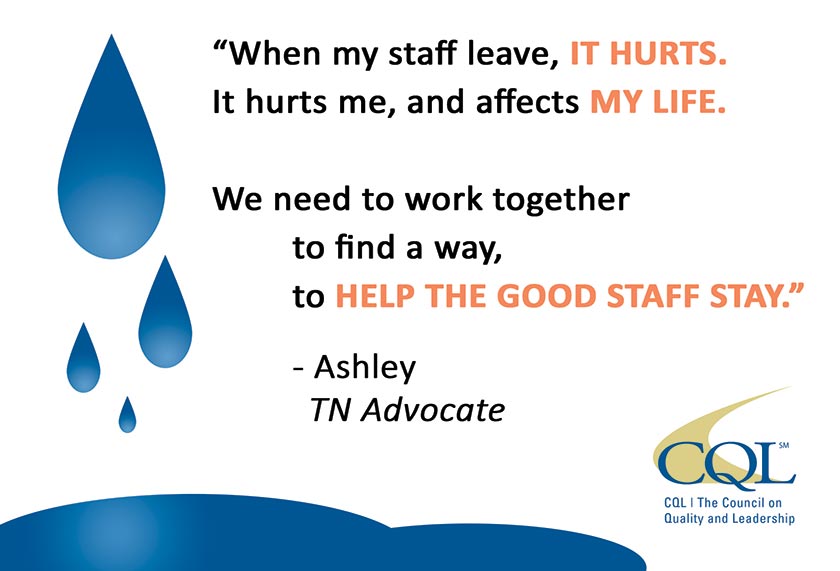 “When my staff leave, IT HURTS.
It hurts me, and affects MY LIFE.
We need to work together
to find a way,
to HELP THE GOOD STAFF STAY.”
- Ashley
TN Advocate
CQL SM
CQL | The Council on
Quality and Leadership